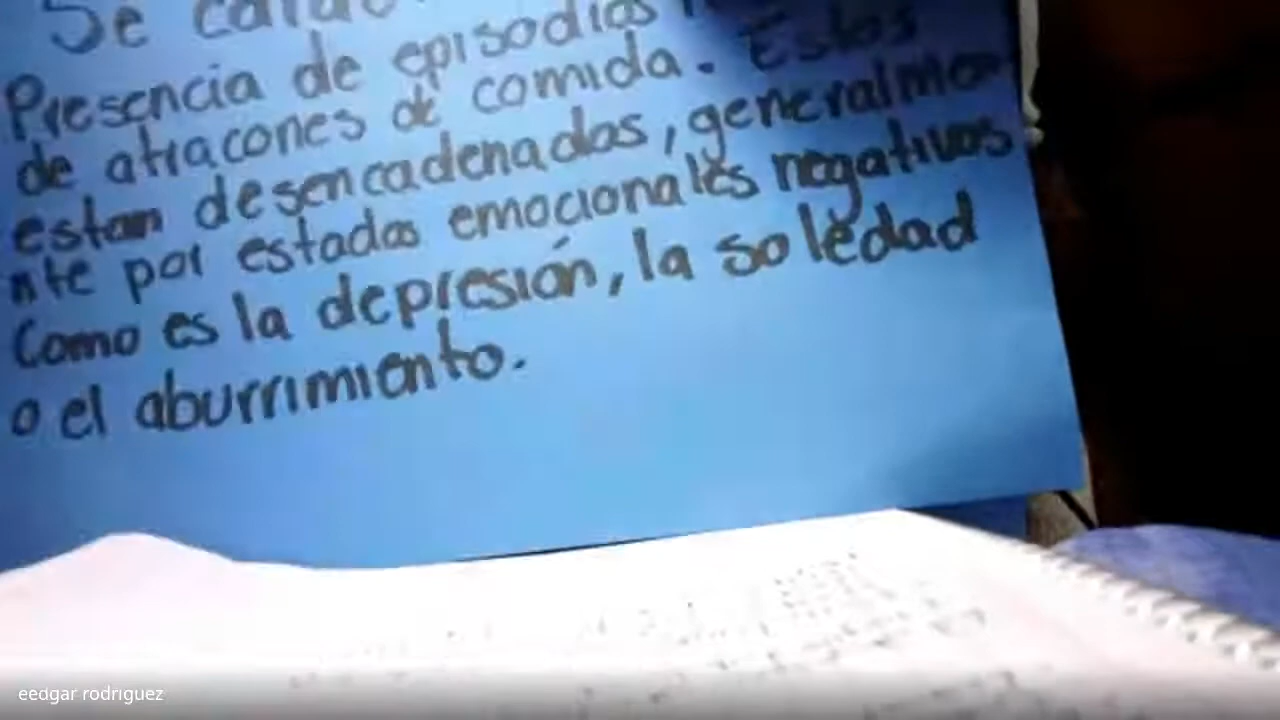 Se
Presencia de episodios
de atracones de comida. Estos
estan desencadenados, generalme
nte por estados emocionales negativos
Como es la depresión, la soledad
o el aburrimiento.
eedgar rodriguez